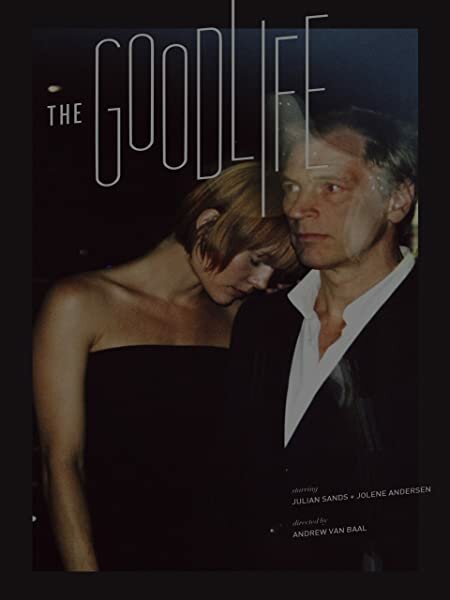 THE GOODLIFE
starring
JULIAN SANDS • JOLENE ANDERSEN
directed by
ANDREW VAN BAAL